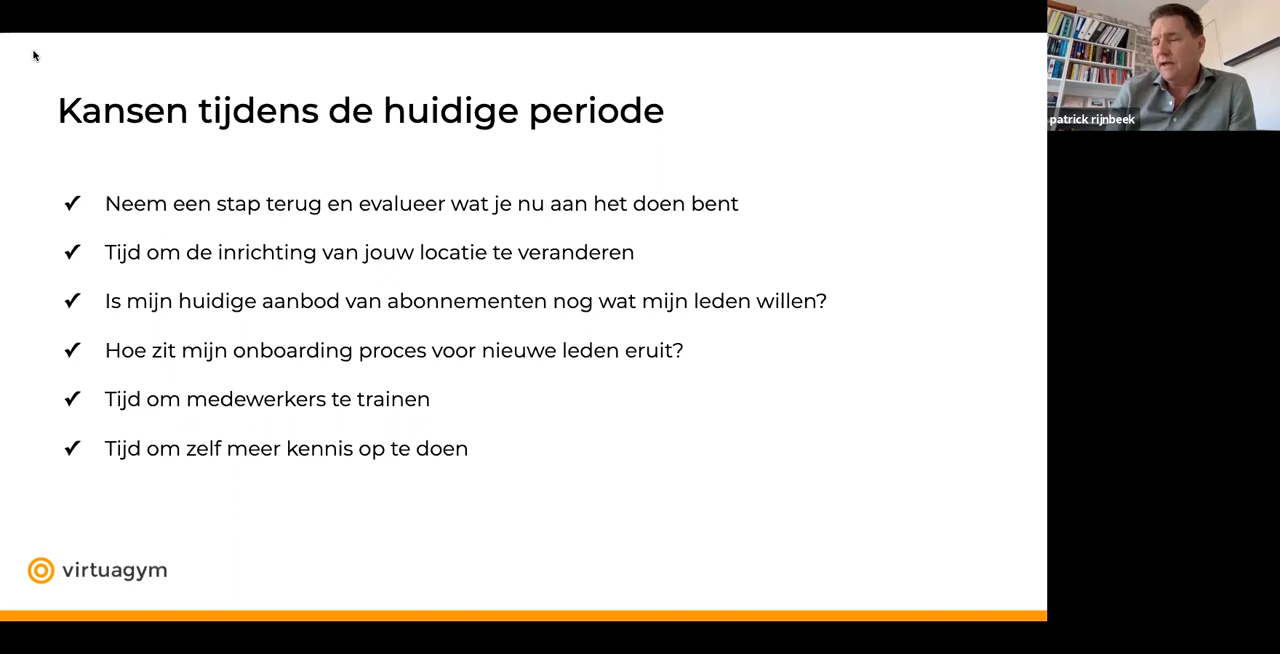 Kansen tijdens de huidige periode
✓ Neem een stap terug en evalueer wat je nu aan het doen bent
✓ Tijd om de inrichting van jouw locatie te veranderen
✓ Is mijn huidige aanbod van abonnementen nog wat mijn leden willen?
✓ Hoe zit mijn onboarding proces voor nieuwe leden eruit?
✓ Tijd om medewerkers te trainen
✓ Tijd om zelf meer kennis op te doen
virtuagym
patrick rijnbeek